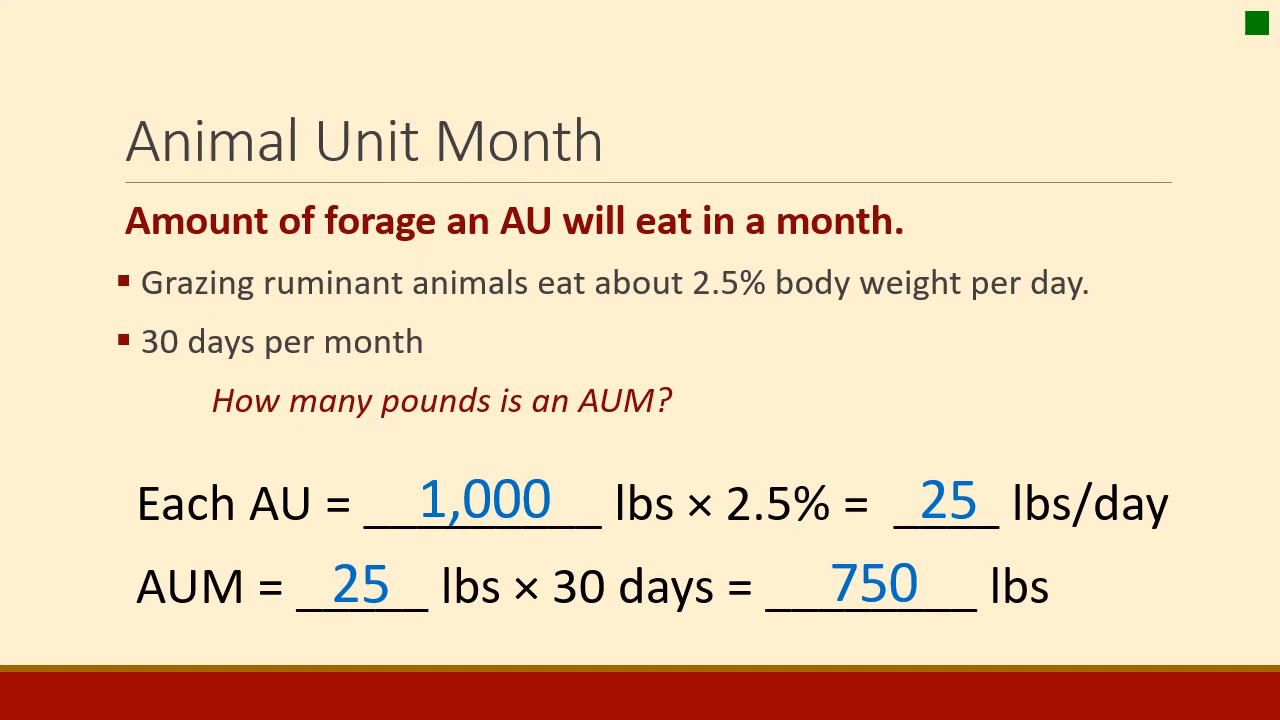 Animal Unit Month
Amount of forage an AU will eat in a month.
▪ Grazing ruminant animals eat about 2.5% body weight per day.
▪ 30 days per month
How many pounds is an AUM?
Each AU = 1,000 lbs × 2.5% = 25 lbs/day
AUM = 25 lbs × 30 days = 750 lbs